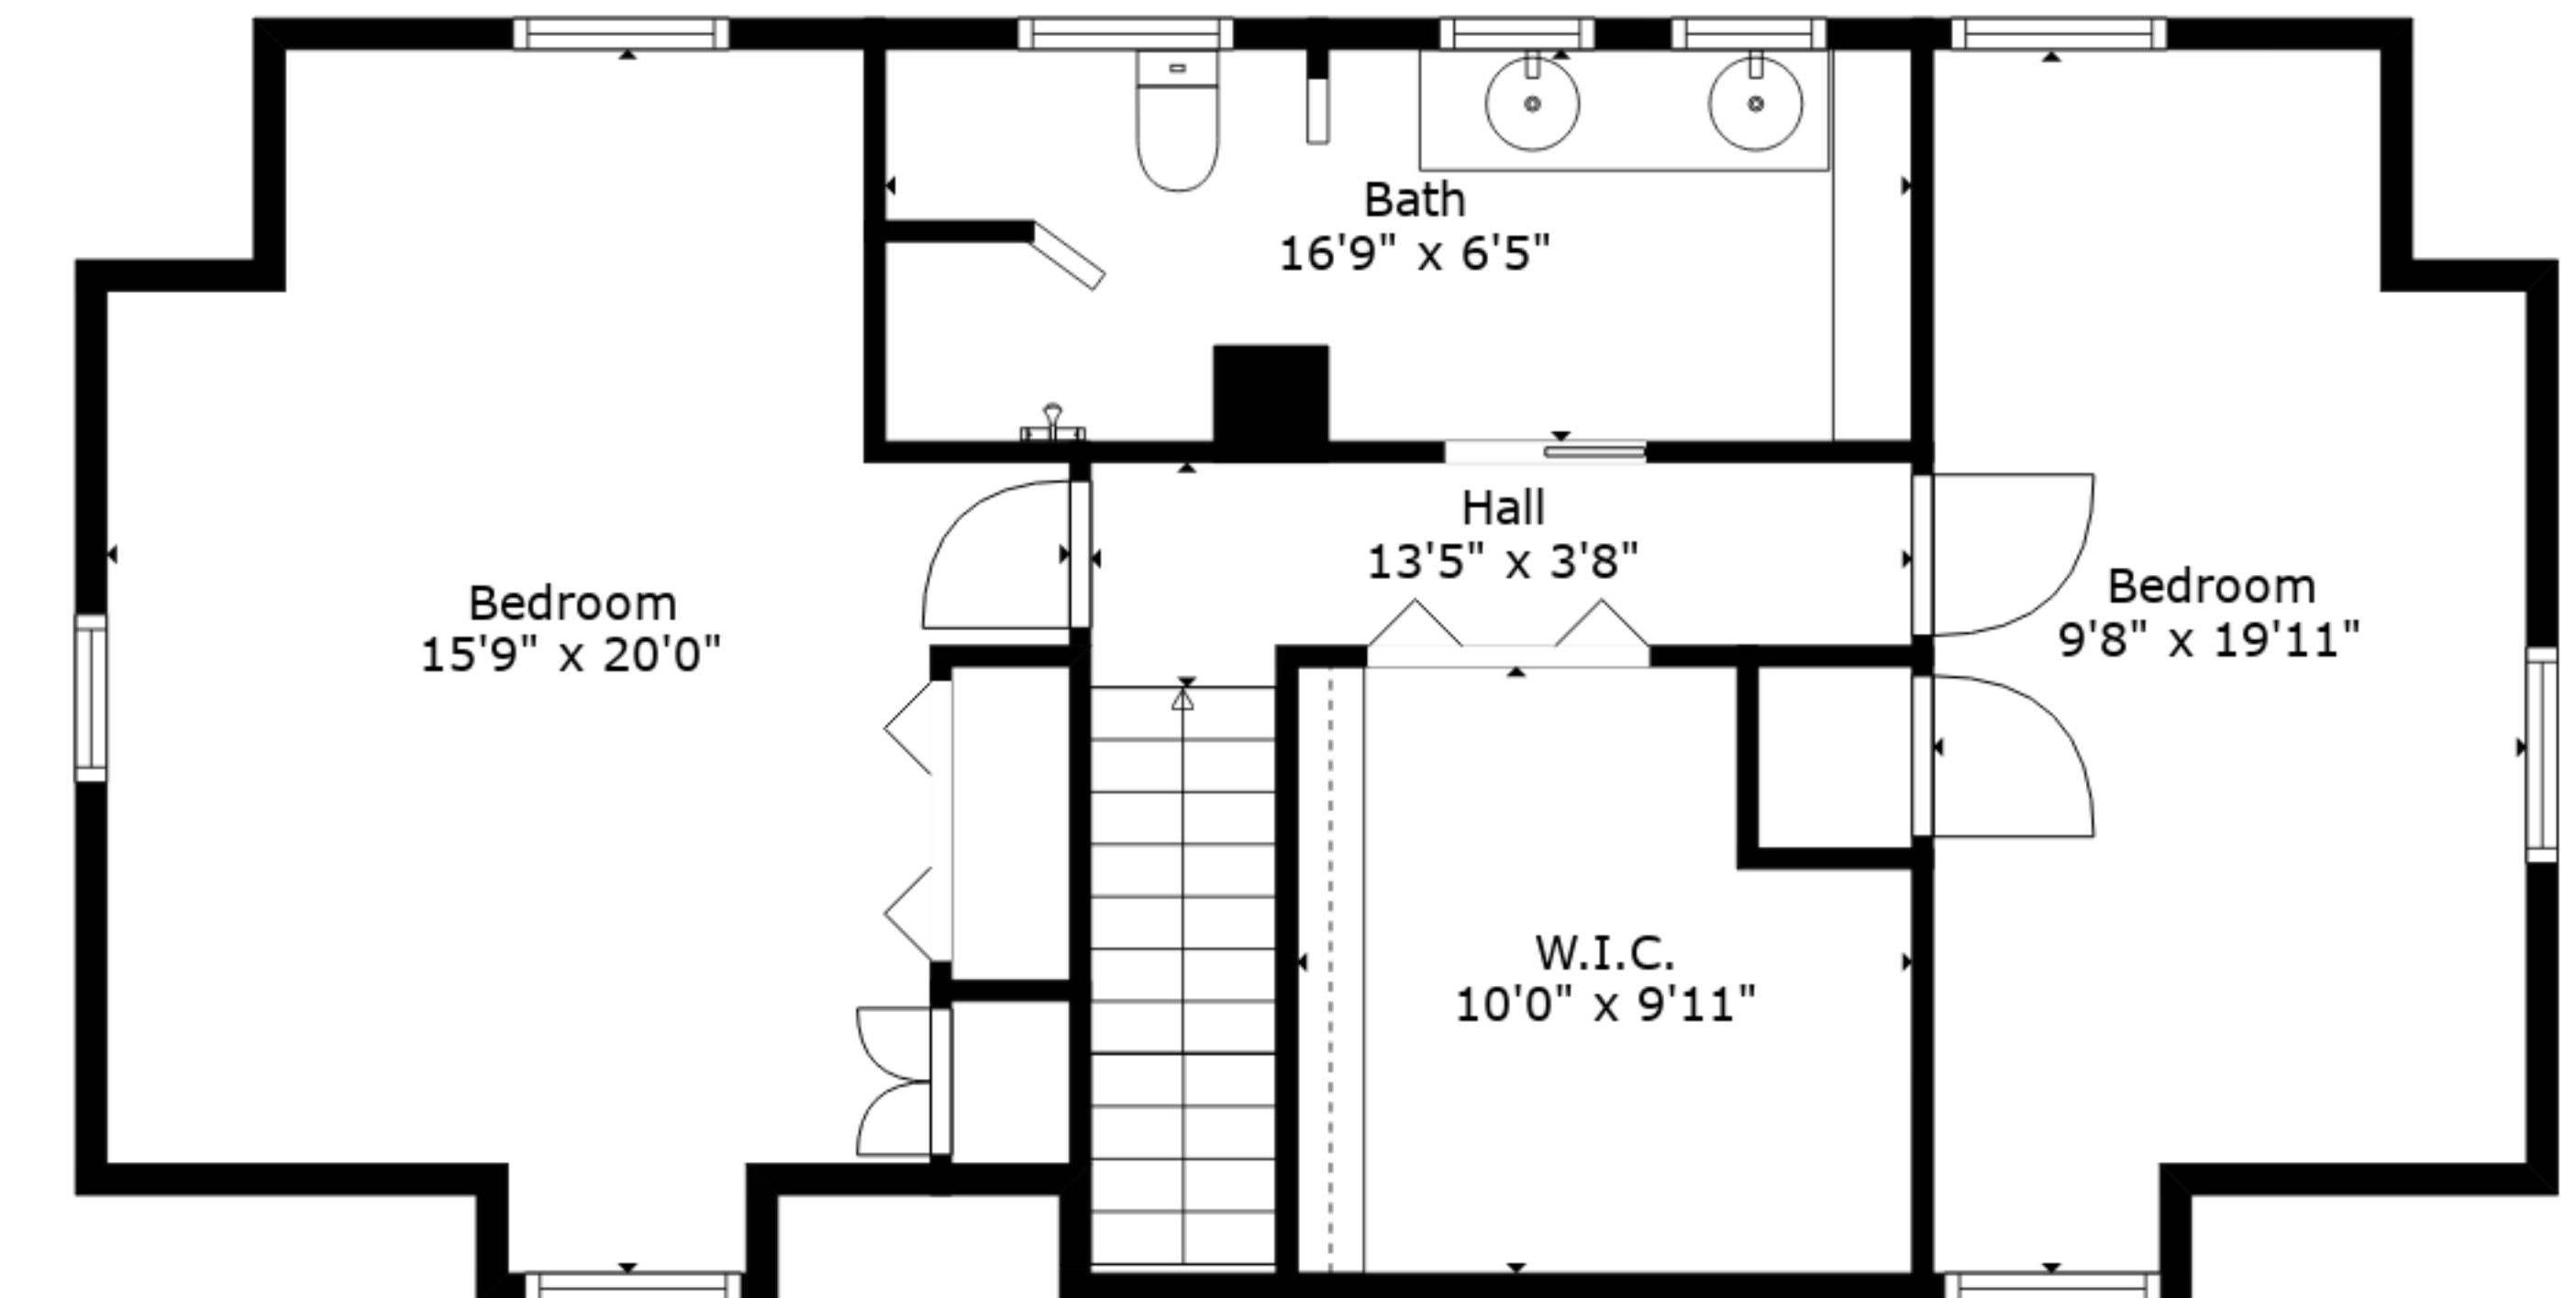 Bath
16'9" x 6'5"
Hall
13'5" x 3'8"
Bedroom
15'9" x 20'0"
Bedroom
9'8" x 19'11"
W.I.C.
10'0" x 9'11"